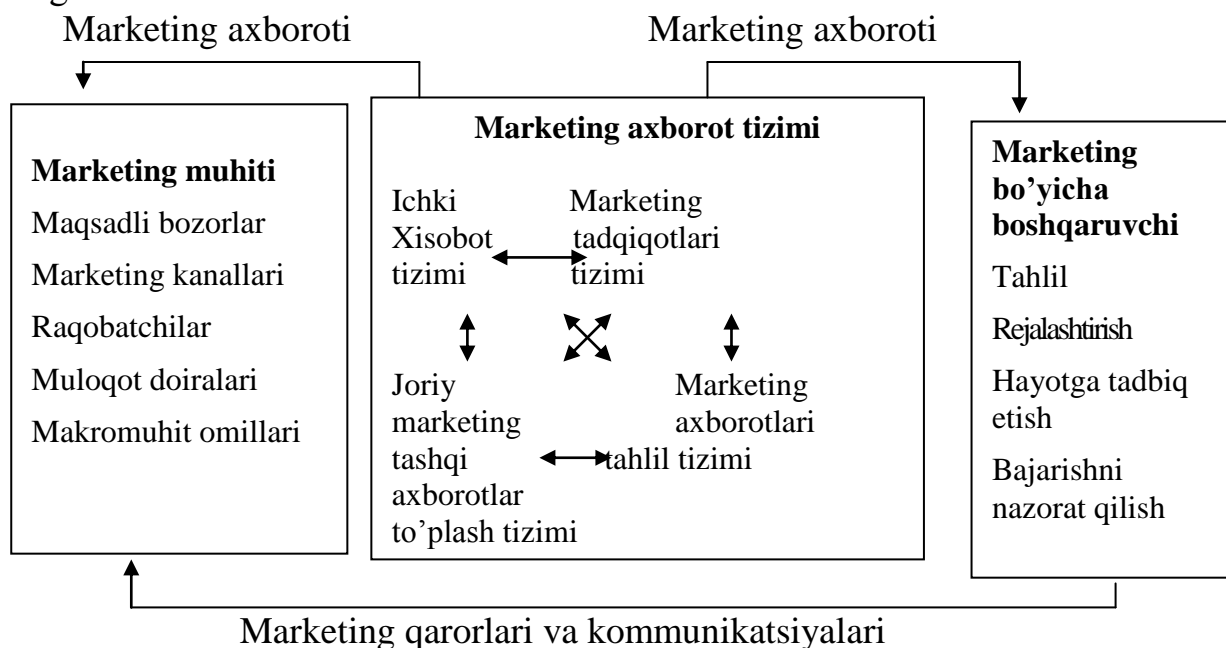 Marketing axboroti
Marketing axboroti
Marketing muhiti
Maqsadli bozorlar
Marketing kanallari
Raqobatchilar
Muloqot doiralari
Makromuhit omillari
Marketing axborot tizimi
Ichki
Xisobot
tizimi
Marketing
tadqiqotlari
tizimi
Joriy
marketing
tashqi
axborotlar
to’plash tizimi
Marketing
axborotlari
tahlil tizimi
Marketing
bo’yicha
boshqaruvchi
Tahlil
Rejalashtirish
Hayotga tadbiq
etish
Bajarishni
nazorat qilish
Marketing qarorlari va kommunikatsiyalari